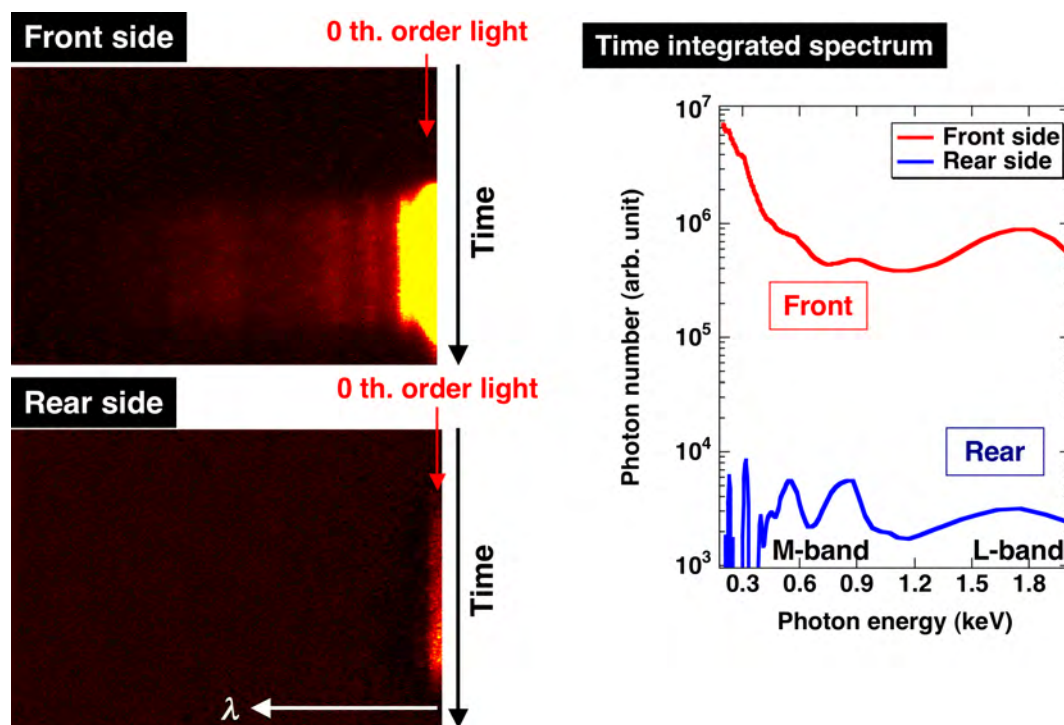 Front side
0 th. order light
Time
Rear side
0 th. order light
Time
λ
Time integrated spectrum
10⁷
10⁶
10⁵
10⁴
10³
Photon number (arb. unit)
Front side
Rear side
Front
Rear
M-band
L-band
0.3 0.6 0.9 1.2 1.5 1.8
Photon energy (keV)